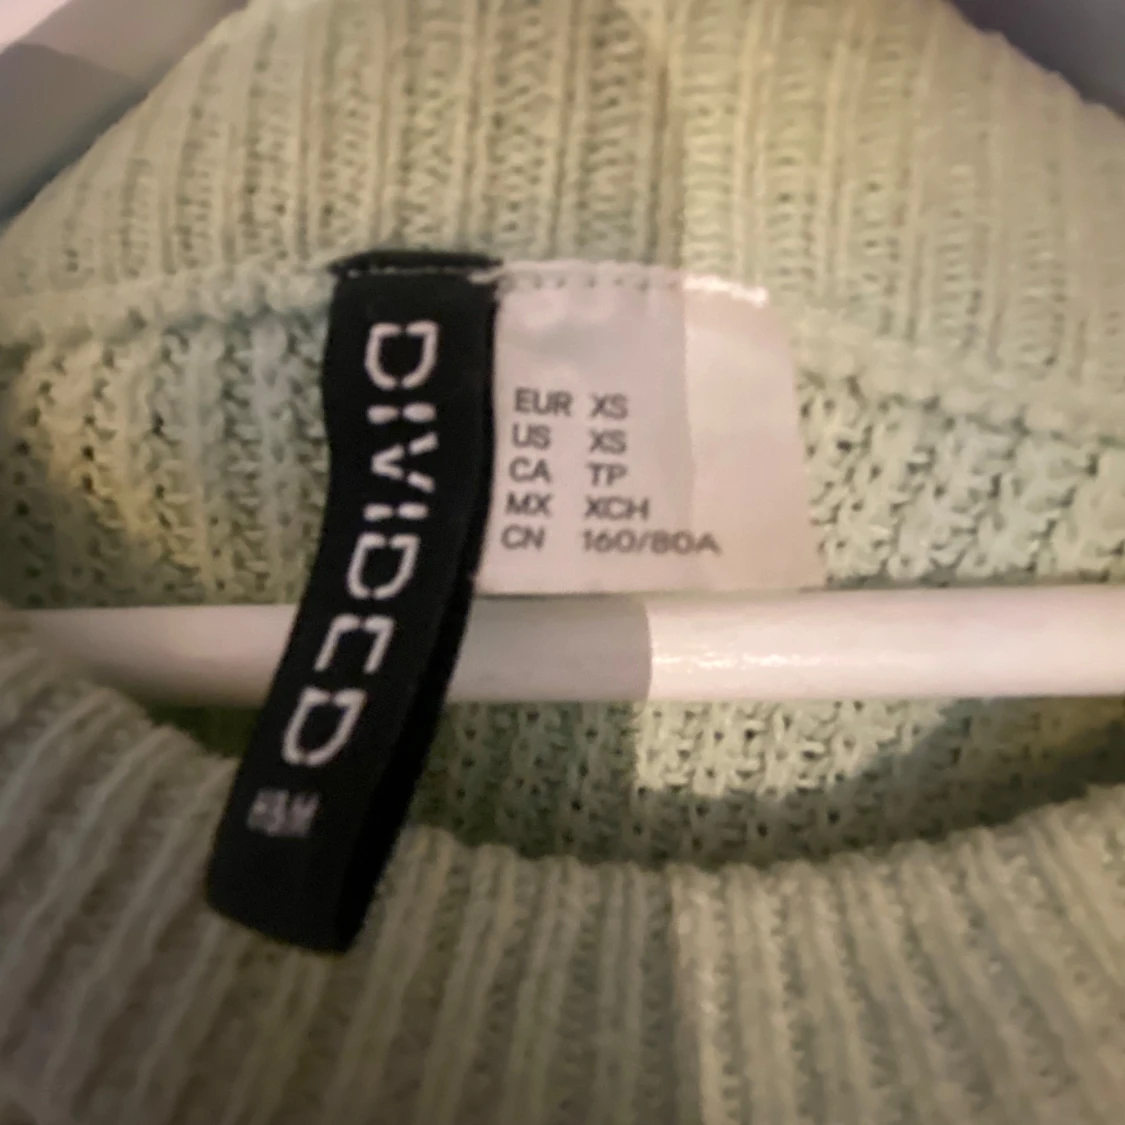 DIVIDED
H&M
EUR XS
US XS
CA TP
MX XCH
CN 160/80A